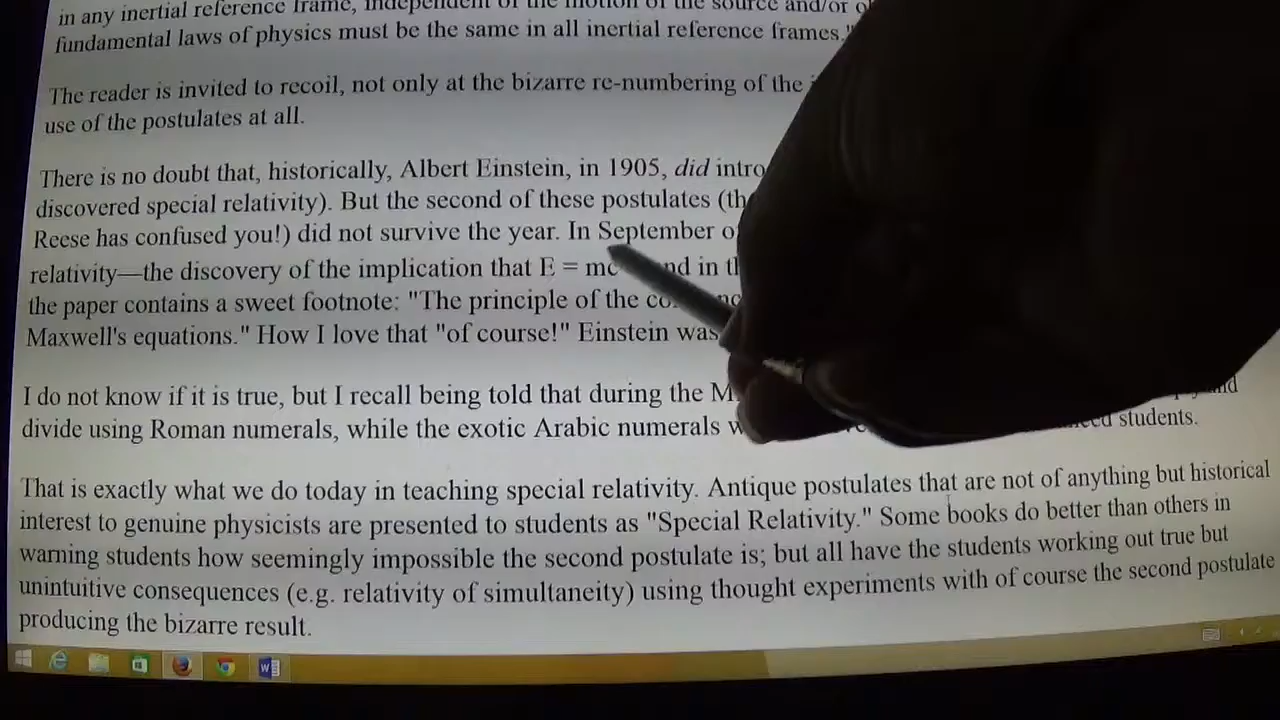 in any inertial reference frame, independent of the motion of the source and/or
fundamental laws of physics must be the same in all inertial reference frames."
The reader is invited to recoil, not only at the bizarre re-numbering of the
use of the postulates at all.
There is no doubt that, historically, Albert Einstein, in 1905, did
discovered special relativity). But the second of these postulates
Reese has confused you!) did not survive the year. In September
relativity—the discovery of the implication that E = in
the paper contains a sweet footnote: "The principle of the
Maxwell's equations." How I love that "of course!" Einstein was
I do not know if it is true, but I recall being told that during the
divide using Roman numerals, while the exotic Arabic numerals students.
That is exactly what we do today in teaching special relativity. Antique postulates that are not of anything but historical
interest to genuine physicists are presented to students as "Special Relativity." Some books do better than others in
warning students how seemingly impossible the second postulate is; but all have the students working out true but
unintuitive consequences (e.g. relativity of simultaneity) using thought experiments with of course the second postulate
producing the bizarre result.